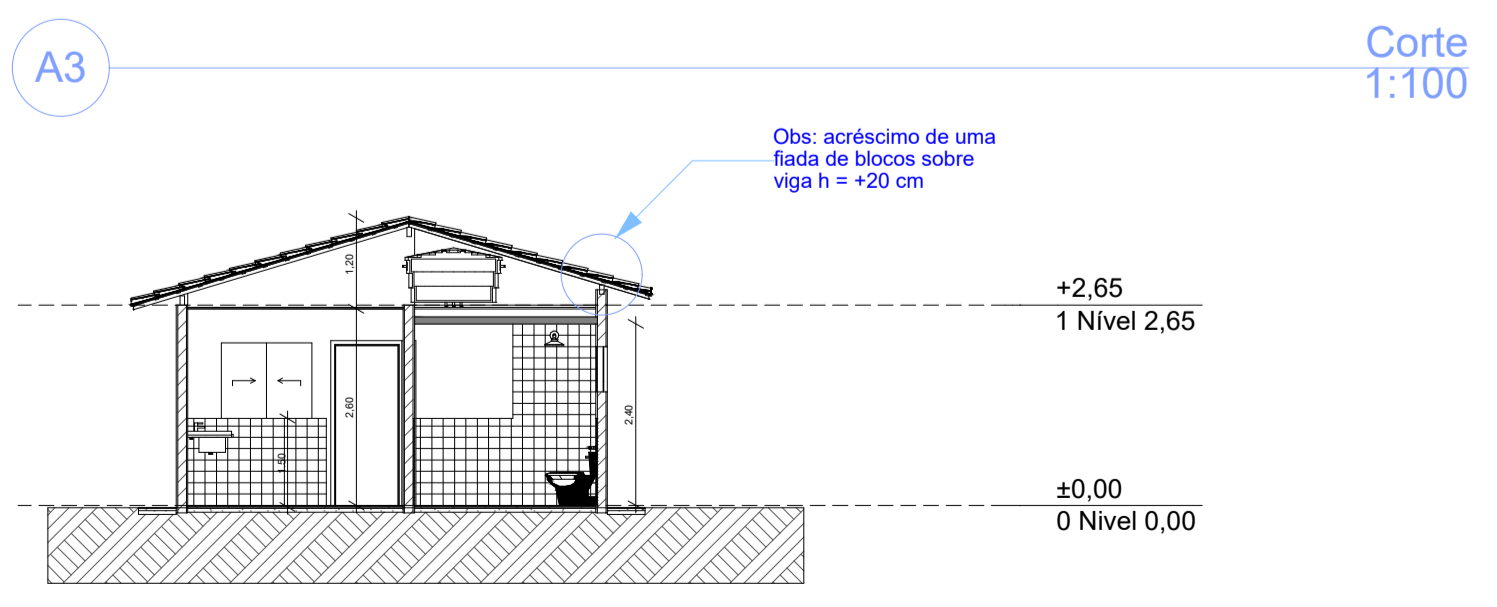 A3
Corte
1:100
Obs: acréscimo de uma
fiada de blocos sobre
viga h = +20 cm
1,20
+2,65
1 Nível 2,65
2,60
2,40
1,50
±0,00
0 Nivel 0,00